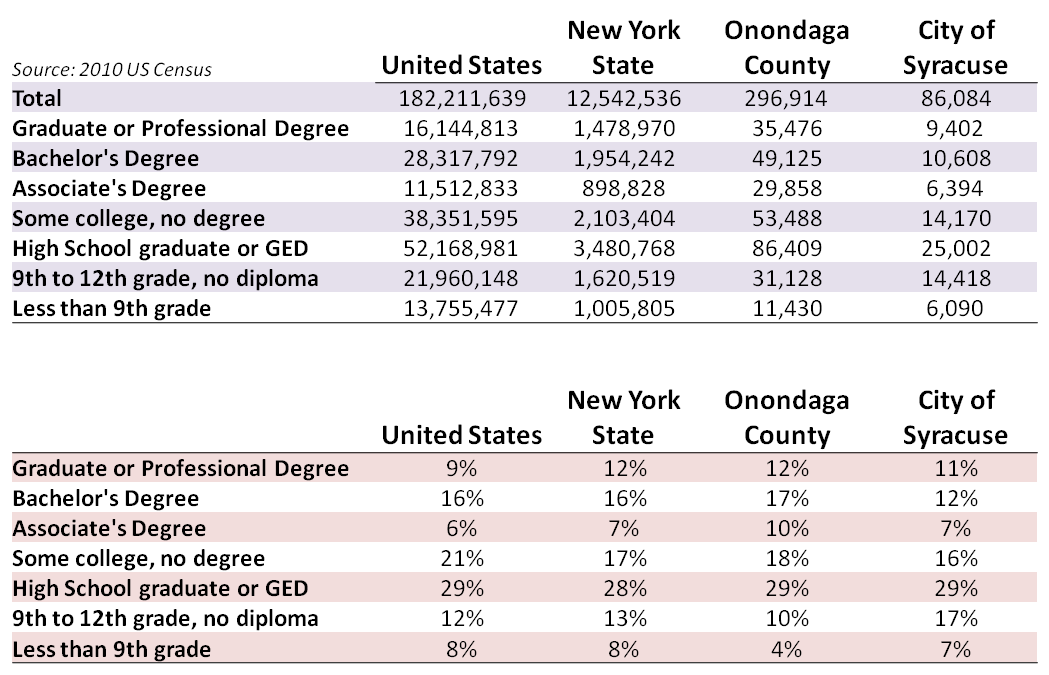 New York Onondaga City of
Source: 2010 US Census United States State County Syracuse
Total 182,211,639 12,542,536 296,914 86,084
Graduate or Professional Degree 16,144,813 1,478,970 35,476 9,402
Bachelor's Degree 28,317,792 1,954,242 49,125 10,608
Associate's Degree 11,512,833 898,828 29,858 6,394
Some college, no degree 38,351,595 2,103,404 53,488 14,170
High School graduate or GED 52,168,981 3,480,768 86,409 25,002
9th to 12th grade, no diploma 21,960,148 1,620,519 31,128 14,418
Less than 9th grade 13,755,477 1,005,805 11,430 6,090
New York Onondaga City of
United States State County Syracuse
Graduate or Professional Degree 9% 12% 12% 11%
Bachelor's Degree 16% 16% 17% 12%
Associate's Degree 6% 7% 10% 7%
Some college, no degree 21% 17% 18% 16%
High School graduate or GED 29% 28% 29% 29%
9th to 12th grade, no diploma 12% 13% 10% 17%
Less than 9th grade 8% 8% 4% 7%